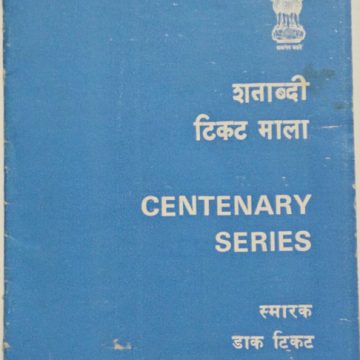 शताब्दी
टिकट माला
CENTENARY
SERIES
स्मारक
डाक टिकट